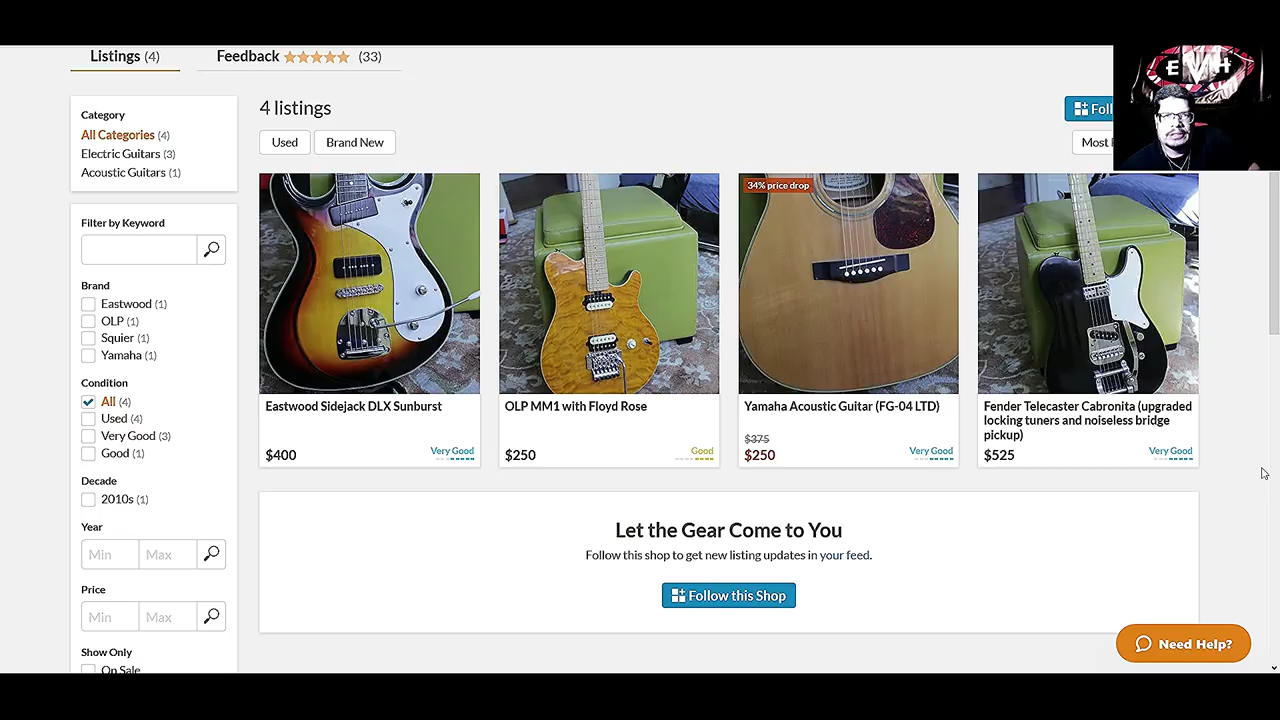 Listings (4)
Feedback (33)
EVH
Category
All Categories (4)
Electric Guitars (3)
Acoustic Guitars (1)
4 listings
Foll
Used
Brand New
Most
Filter by Keyword
Brand
Eastwood (1)
OLP (1)
Squier (1)
Yamaha (1)
Condition
All (4)
Used (4)
Very Good (3)
Good (1)
Decade
2010s (1)
Year
Min
Max
Price
Min
Max
Show Only
On Sale
Eastwood Sidejack DLX Sunburst
$400
Very Good
OLP MM1 with Floyd Rose
$250
Good
34% price drop
Yamaha Acoustic Guitar (FG-04 LTD)
$375
$250
Very Good
Fender Telecaster Cabronita (upgraded
locking tuners and noiseless bridge
pickup)
$525
Very Good
Let the Gear Come to You
Follow this shop to get new listing updates in your feed.
Follow this Shop
Need Help?